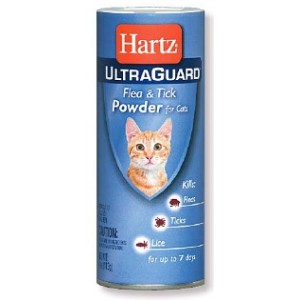 Hartz
ULTRAGUARD
Flea & Tick
Powder for Cats
Kills:
Fleas
Ticks
Lice
for up to 7 days
CAUTION: